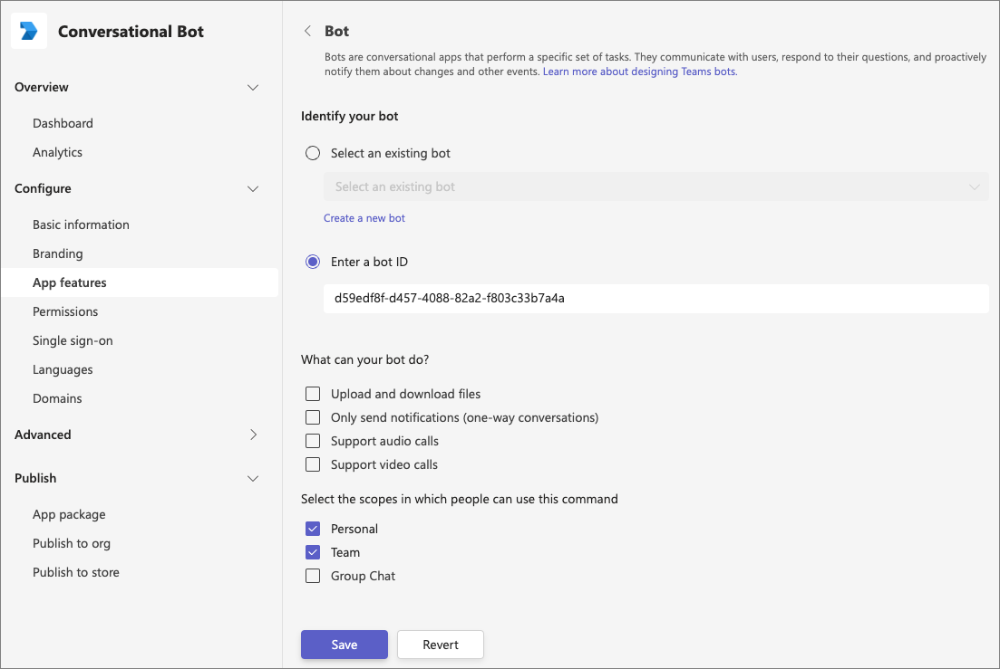 Conversational Bot
Overview
Dashboard
Analytics
Configure
Basic information
Branding
App features
Permissions
Single sign-on
Languages
Domains
Advanced
Publish
App package
Publish to org
Publish to store
Bot
Bots are conversational apps that perform a specific set of tasks. They communicate with users, respond to their questions, and proactively
notify them about changes and other events. Learn more about designing Teams bots.
Identify your bot
Select an existing bot
Select an existing bot
Create a new bot
Enter a bot ID
d59edf8f-d457-4088-82a2-f803c33b7a4a
What can your bot do?
Upload and download files
Only send notifications (one-way conversations)
Support audio calls
Support video calls
Select the scopes in which people can use this command
Personal
Team
Group Chat
Save
Revert